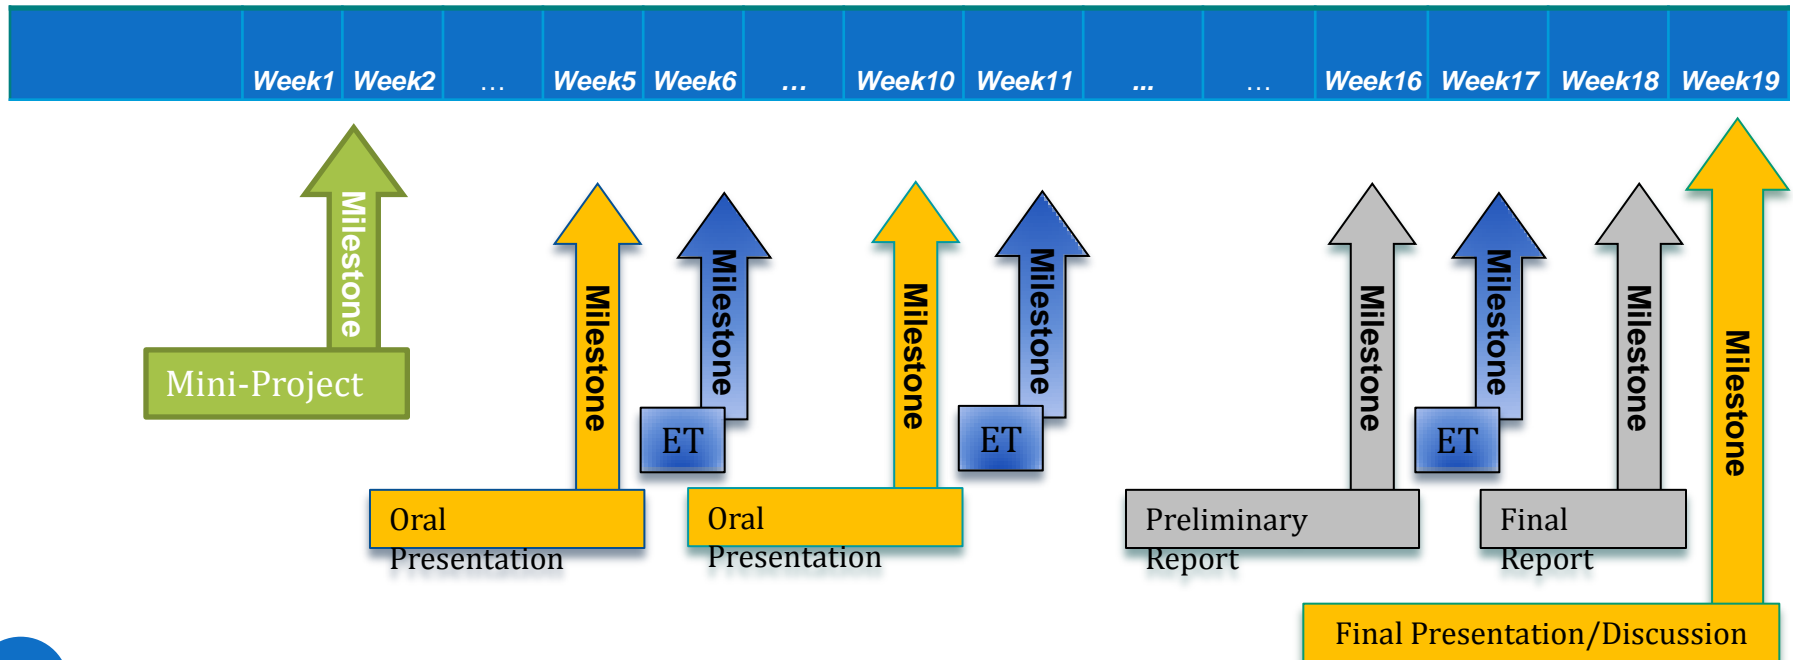 Week1 Week2 ... Week5 Week6 ... Week10 Week11 ... ... Week16 Week17 Week18 Week19
Milestone
Mini-Project
Milestone
Oral
Presentation
Milestone
ET
Milestone
Oral
Presentation
Milestone
ET
Milestone
Preliminary
Report
Milestone
ET
Milestone
Final
Report
Milestone
Final Presentation/Discussion